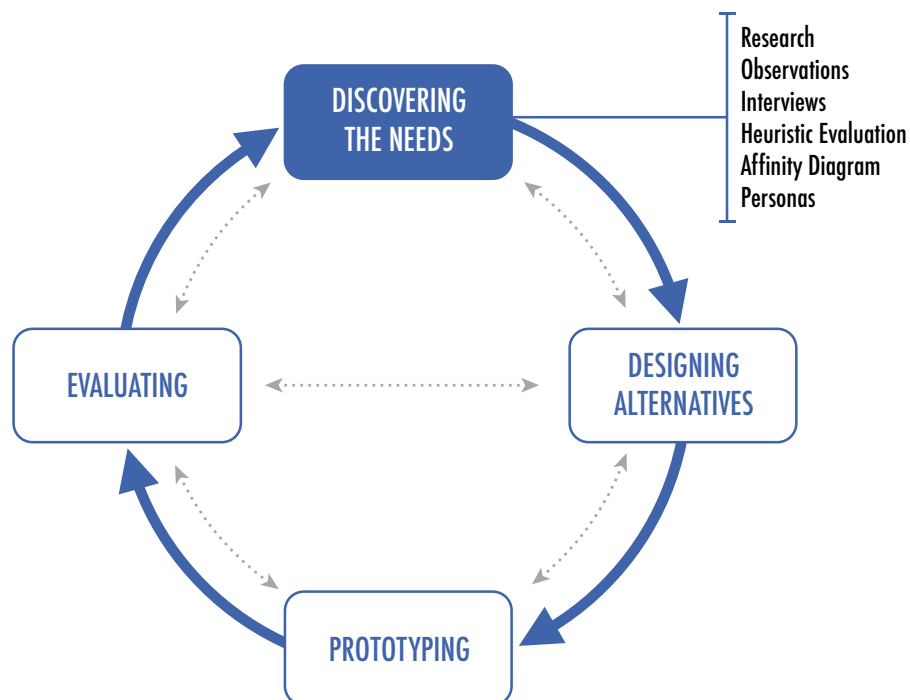 DISCOVERING
THE NEEDS
Research
Observations
Interviews
Heuristic Evaluation
Affinity Diagram
Personas
EVALUATING
DESIGNING
ALTERNATIVES
PROTOTYPING